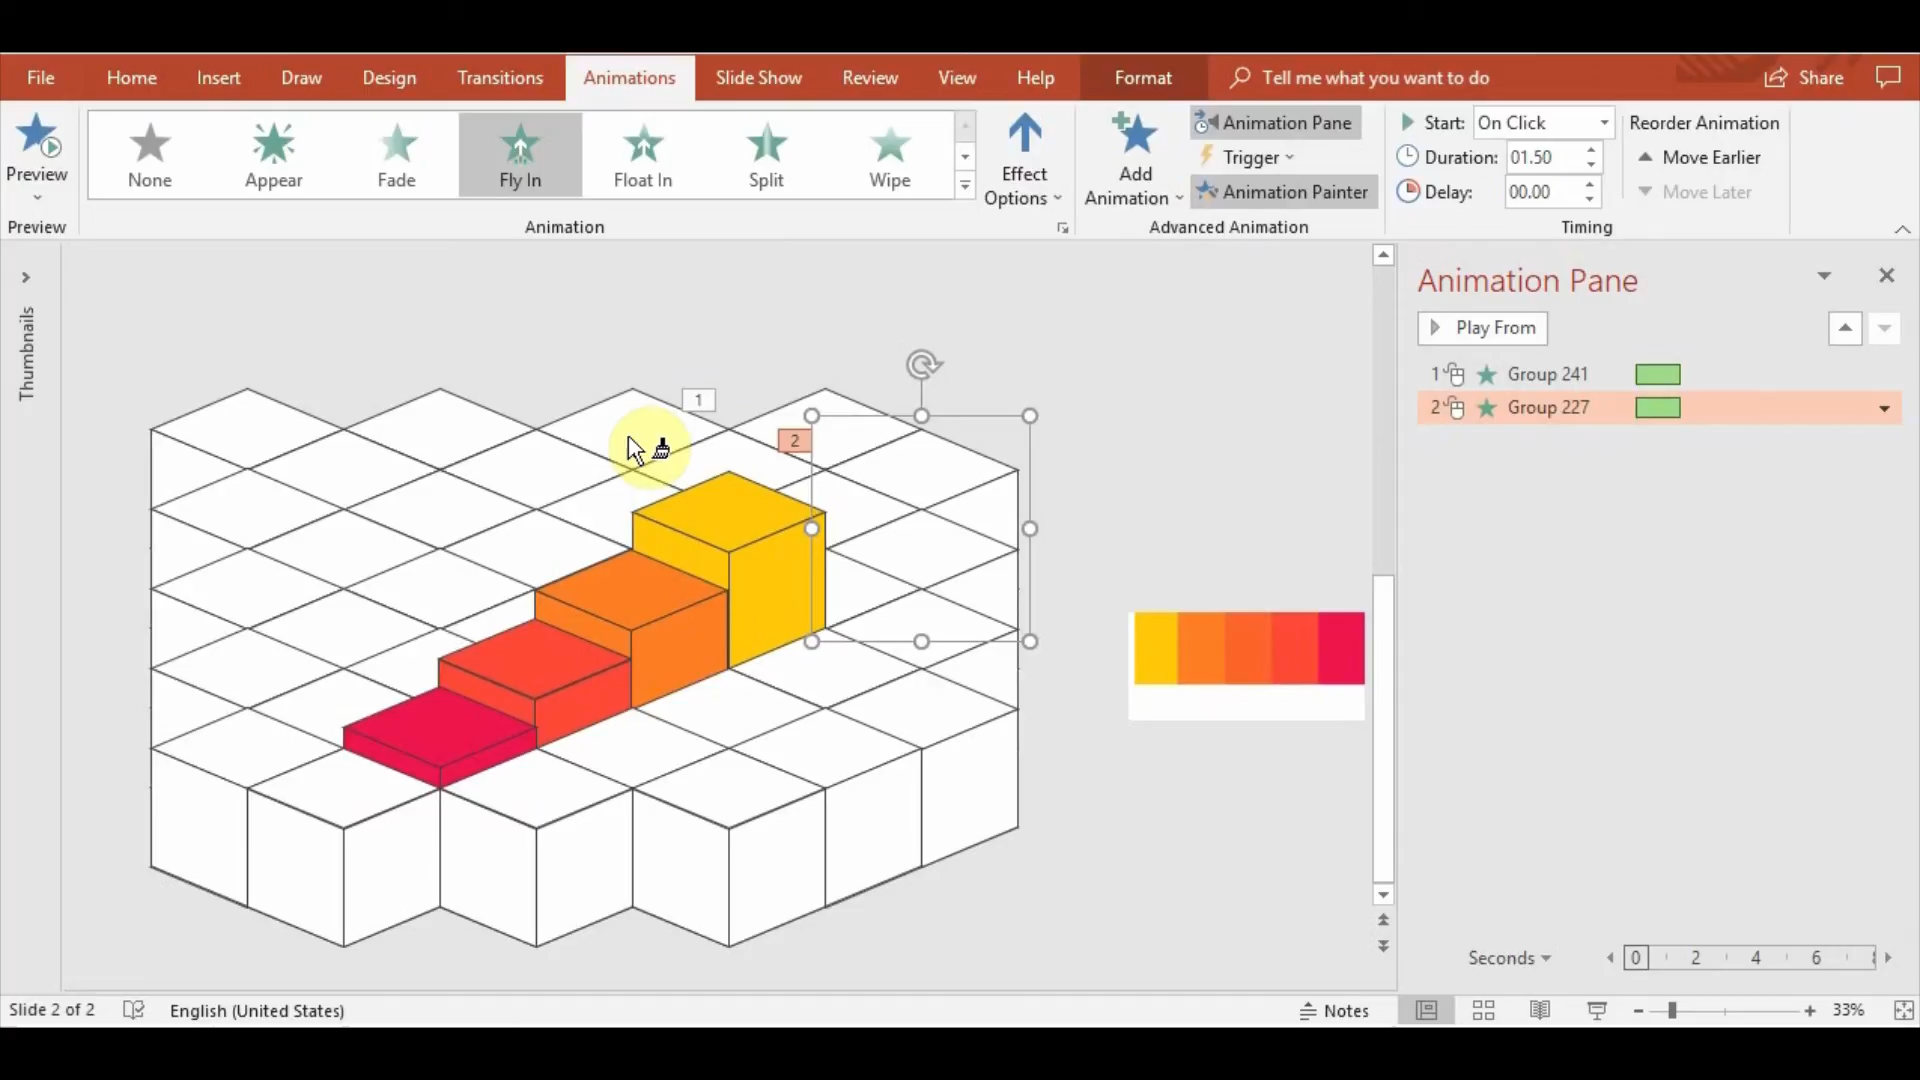 File Home Insert Draw Design Transitions Animations Slide Show Review View Help Format Tell me what you want to do Share
Preview None Appear Fade Fly In Float In Split Wipe
Effect Options
Add Animation
Animation Pane
Trigger
Animation Painter
Start: On Click
Duration: 01.50
Delay: 00.00
Reorder Animation
Move Earlier
Move Later
Preview Animation Advanced Animation Timing
Thumbnails
1
2
Animation Pane
Play From
1 Group 241
2 Group 227
Seconds 0 2 4 6
Slide 2 of 2 English (United States) Notes 33%